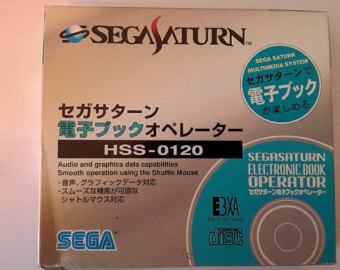 SEGA SATURN™
SEGA SATURN
MULTIMEDIA SYSTEM
セガサターンで
電子ブック
が楽しめる
セガサターン
電子ブックオペレーター
HSS-0120
Audio and graphics data capabilities
Smooth operation using the Shuttle Mouse
・音声、グラフィックデータ対応
・スムーズな検索が可能な
シャトルマウス対応
SEGASATURN
ELECTRONIC BOOK
OPERATOR
セガサターン電子ブックオペレーター
SEGA
EBXA
COMPACT
disc